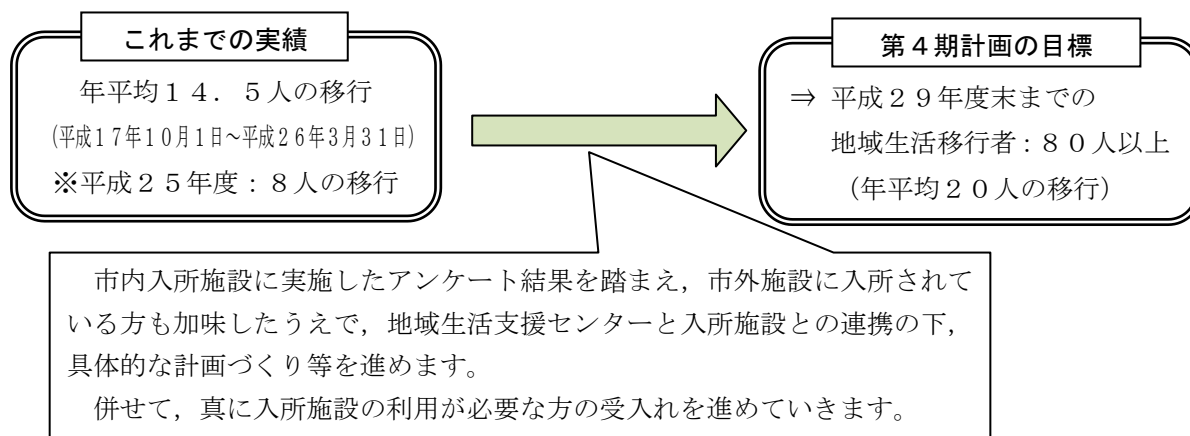 これまでの実績
年平均１４．５人の移行
(平成17年10月1日～平成26年3月31日)
※平成２５年度：８人の移行
第４期計画の目標
⇒ 平成２９年度末までの
地域生活移行者：８０人以上
（年平均２０人の移行）
市内入所施設に実施したアンケート結果を踏まえ，市外施設に入所されて
いる方も加味したうえで，地域生活支援センターと入所施設との連携の下，
具体的な計画づくり等を進めます。
併せて，真に入所施設の利用が必要な方の受入れを進めていきます。